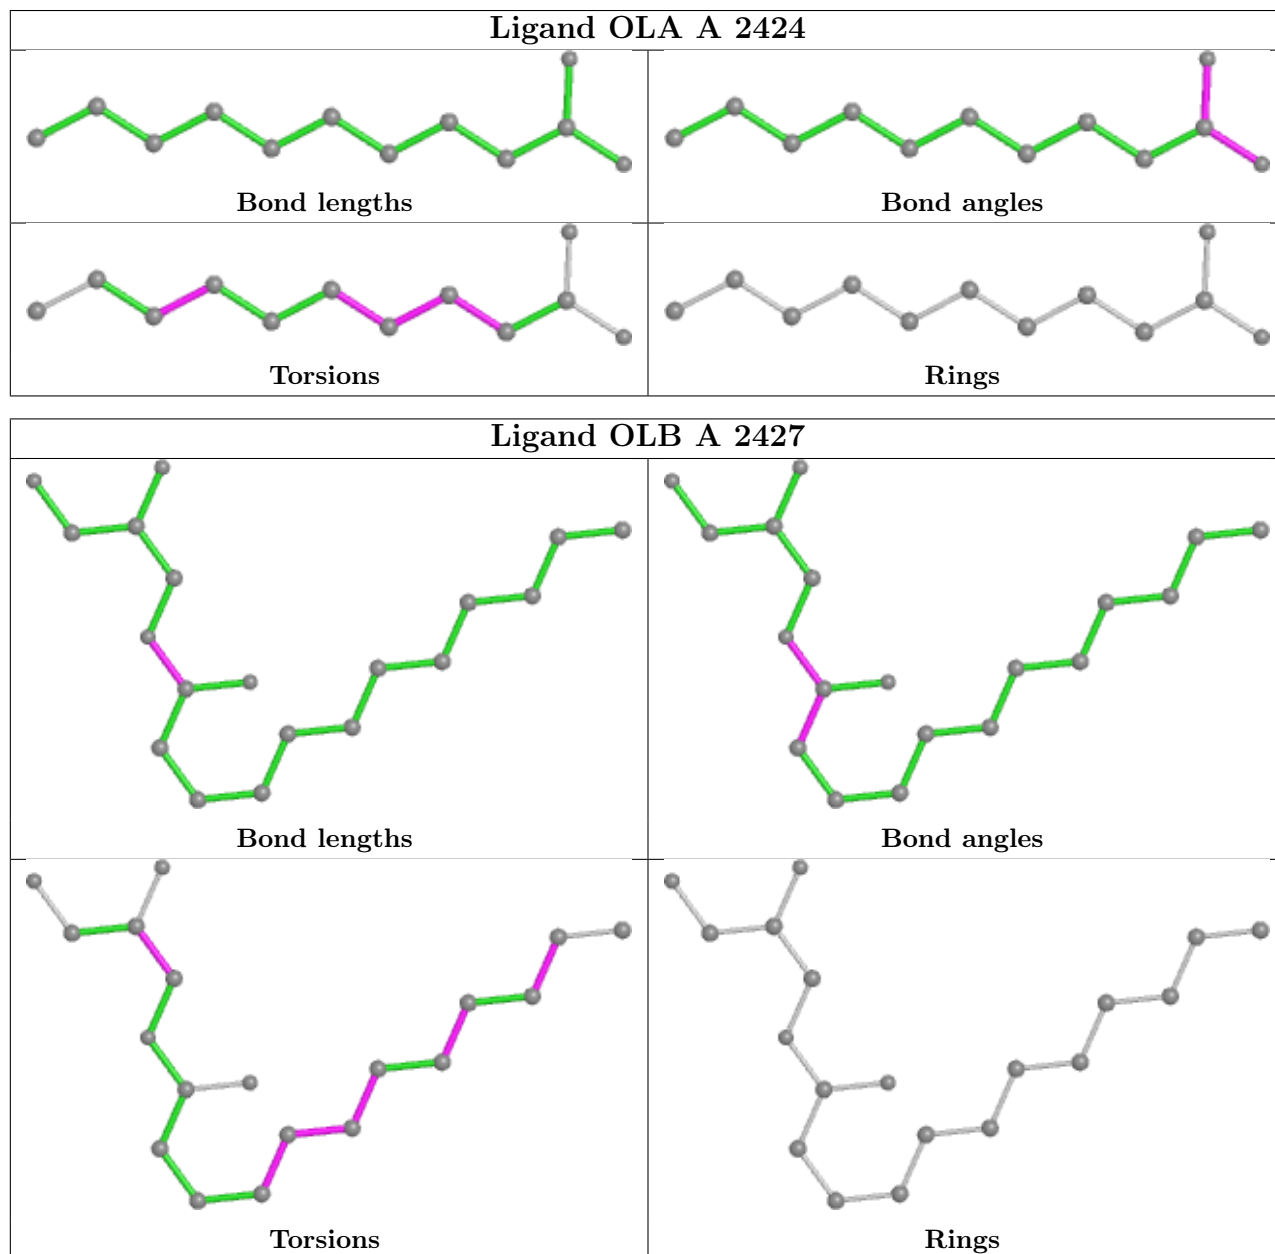 Ligand OLA A 2424
Bond lengths
Bond angles
Torsions
Rings
Ligand OLB A 2427
Bond lengths
Bond angles
Torsions
Rings